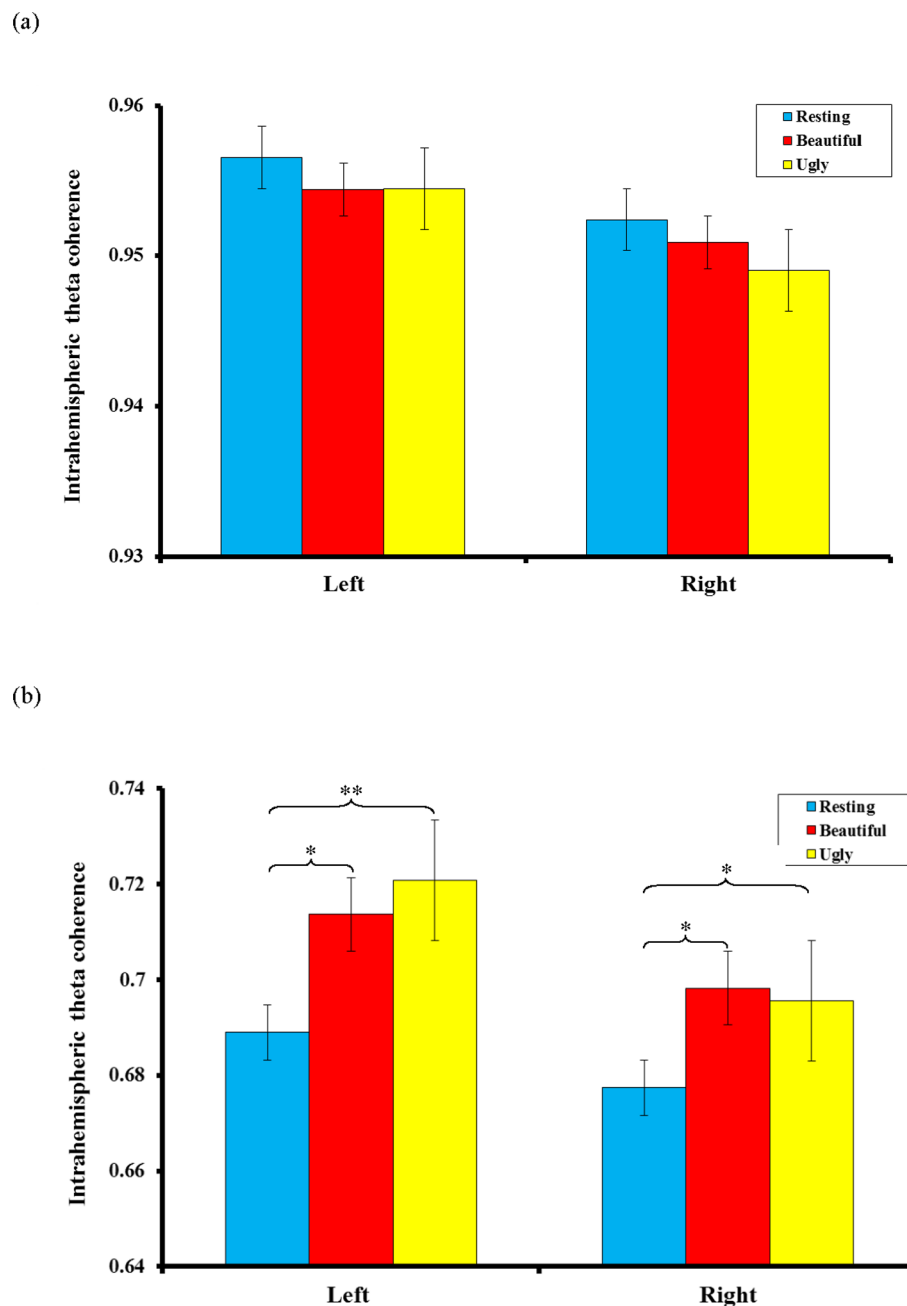 (a)
Intrahemispheric theta coherence
0.96
0.95
0.94
0.93
Resting
Beautiful
Ugly
Left
Right
(b)
Intrahemispheric theta coherence
0.74
0.72
0.7
0.68
0.66
0.64
**
*
*
*
Resting
Beautiful
Ugly
Left
Right